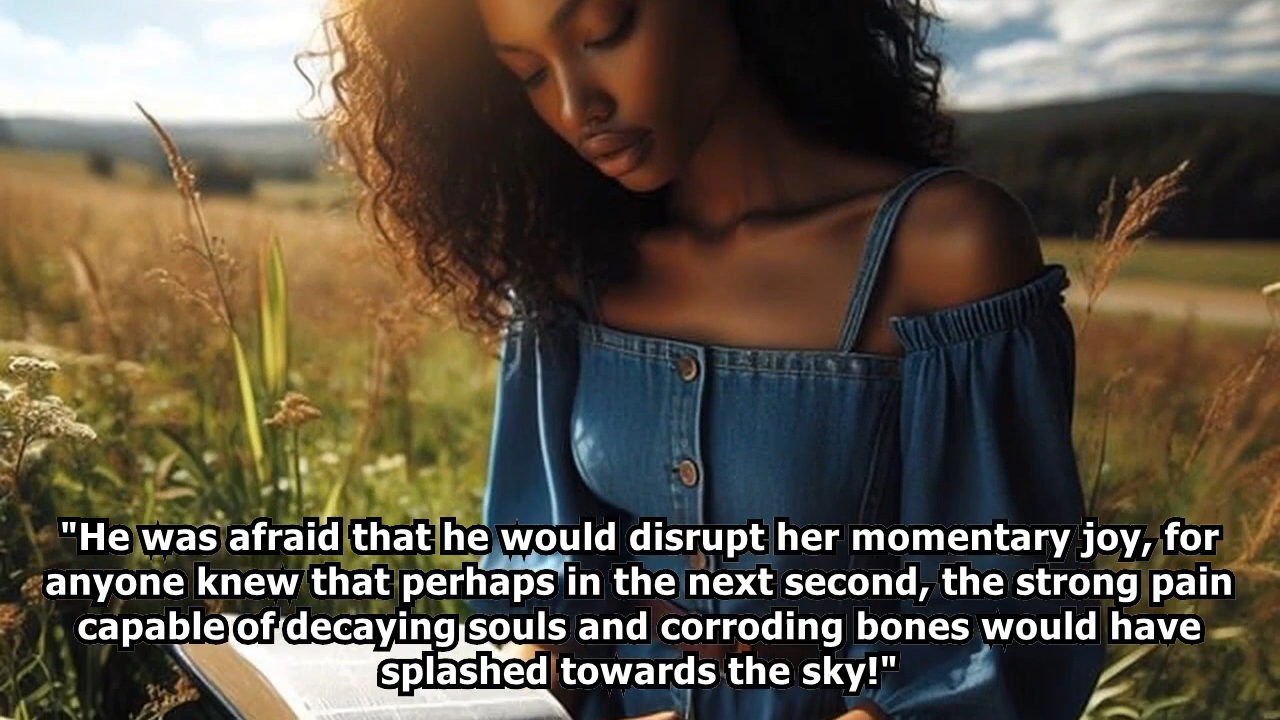 "He was afraid that he would disrupt her momentary joy, for
anyone knew that perhaps in the next second, the strong pain
capable of decaying souls and corroding bones would have
splashed towards the sky!"